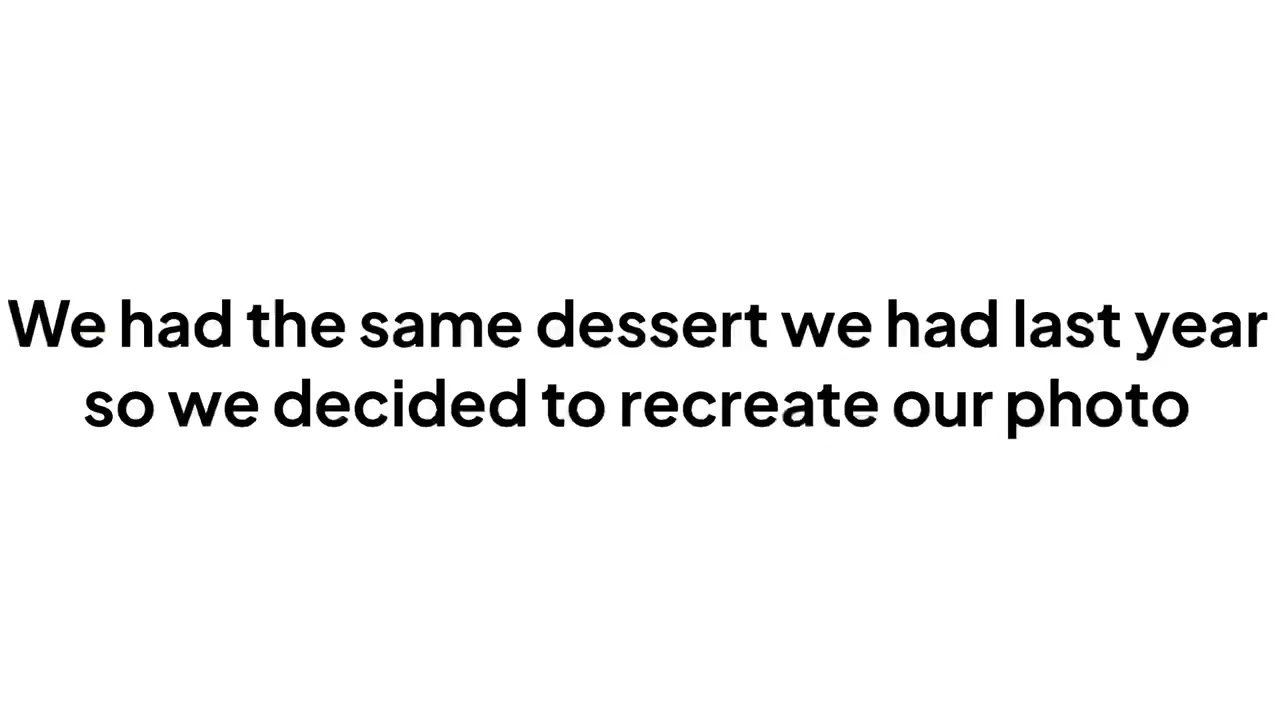 We had the same dessert we had last year
so we decided to recreate our photo